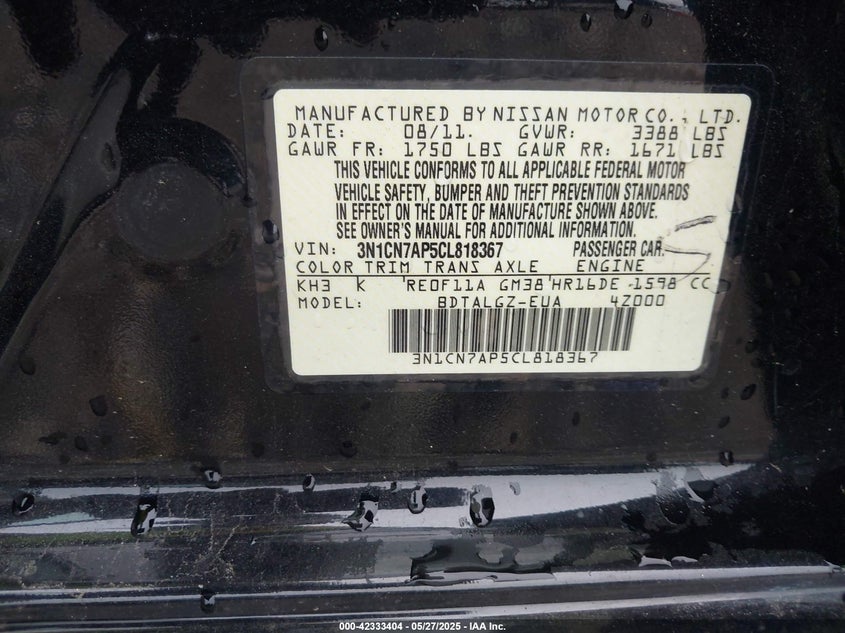 MANUFACTURED BY NISSAN MOTOR CO., LTD.
DATE: 08/11. GVWR: 3388 LBS
GAWR FR: 1750 LBS GAWR RR: 1671 LBS
THIS VEHICLE CONFORMS TO ALL APPLICABLE FEDERAL MOTOR
VEHICLE SAFETY, BUMPER AND THEFT PREVENTION STANDARDS
IN EFFECT ON THE DATE OF MANUFACTURE SHOWN ABOVE.
SEE OWNER'S MANUAL FOR ADDITIONAL INFORMATION.
VIN: 3N1CN7AP5CL818367 PASSENGER CAR.
COLOR TRIM TRANS AXLE ENGINE
KH3 K 'RE0F11A GM38'HR16DE 1598 CC
MODEL: BDTALGZ-EUA 4Z000
3N1CN7AP5CL818367
000-42333404 - 05/27/2025 - IAA Inc.